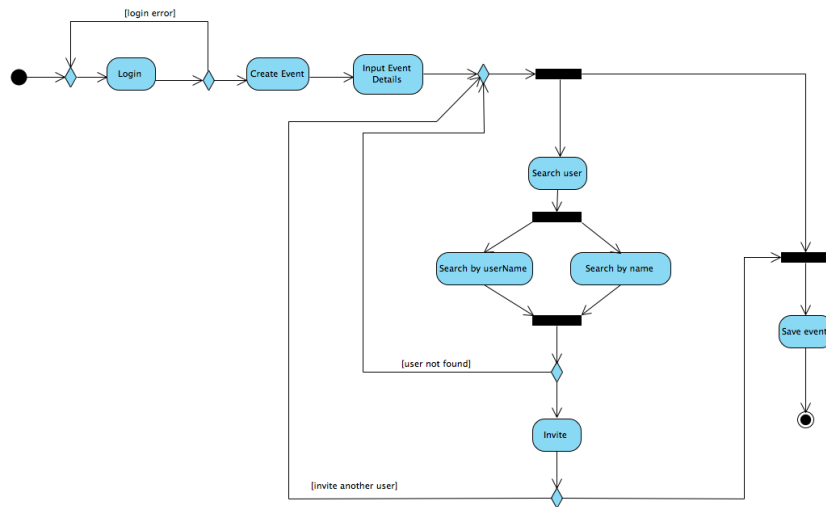 [login error]
Login
Create Event
Input Event
Details
Search user
Search by userName
Search by name
Save event
[user not found]
Invite
[invite another user]